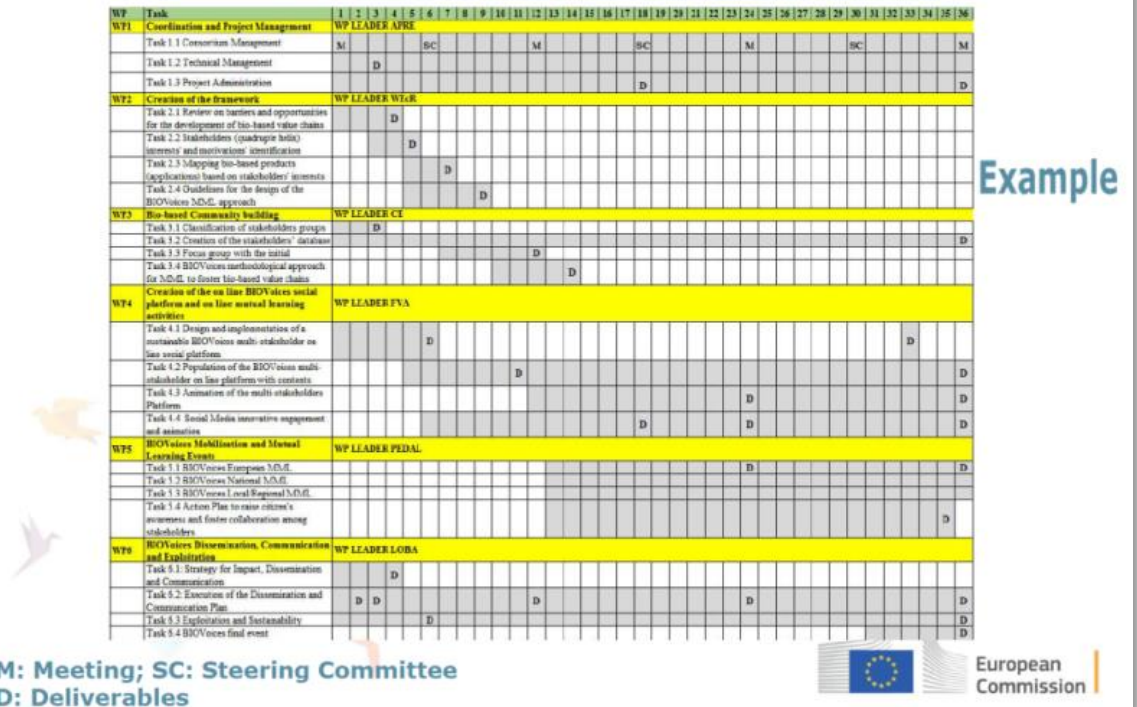 WP Task 1 2 3 4 5 6 7 8 9 10 11 12 13 14 15 16 17 18 19 20 21 22 23 24 25 26 27 28 29 30 31 32 33 34 35 36
WP1 Coordination and Project Management WP LEADER APRE
Task 1.1 Consortium Management M SC M SC M SC M
Task 1.2 Technical Management D
Task 1.3 Project Administration D D
WP2 Creation of the framework WP LEADER WEcR
Task 2.1 Review on barriers and opportunities
for the development of bio-based value chains D
Task 2.2 Stakeholders (quadruple helix)
interests' and motivations' identification D
Task 2.3 Mapping bio-based products
(applications) based on stakeholders' interests D
Task 2.4 Guidelines for the design of the
BIOVoices MML approach D
Example
WP3 Bio-based Community building WP LEADER CE
Task 3.1 Classification of stakeholders groups D
Task 3.2 Creation of the stakeholders' database D
Task 3.3 Focus group with the initial D
Task 3.4 BIOVoices methodological approach
for MML to foster bio-based value chains D
WP4 Creation of the on line BIOVoices social
platform and on line mutual learning
activities WP LEADER FVA
Task 4.1 Design and implementation of a
sustainable BIOVoices multi-stakeholder on
line social platform D D
Task 4.2 Population of the BIOVoices multi-
stakeholder on line platform with contents D D
Task 4.3 Animation of the multi-stakeholders
Platform D D
Task 4.4 Social Media innovative engagement
and animation D D D
WP5 BIOVoices Mobilisation and Mutual
Learning Events WP LEADER PEDAL
Task 5.1 BIOVoices European MML D D
Task 5.2 BIOVoices National MML
Task 5.3 BIOVoices Local/Regional MML
Task 5.4 Action Plan to raise citizen's
awareness and foster collaboration among
stakeholders D
WP6 BIOVoices Dissemination, Communication
and Exploitation WP LEADER LOBA
Task 6.1: Strategy for Impact, Dissemination
and Communication D
Task 6.2: Execution of the Dissemination and
Communication Plan D D D D D
Task 6.3 Exploitation and Sustanability D D
Task 6.4 BIOVoices final event D
M: Meeting; SC: Steering Committee
D: Deliverables
European
Commission